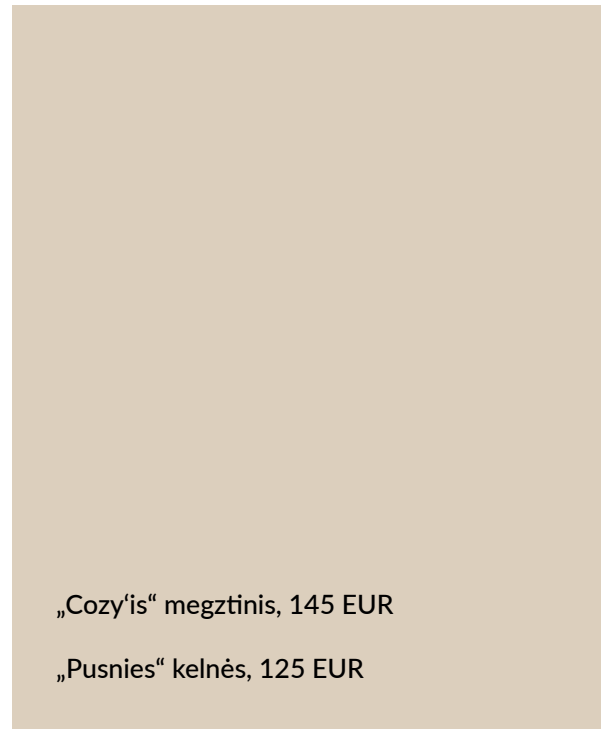 „Cozy‘is“ megztinis, 145 EUR
„Pusnies“ kelnės, 125 EUR